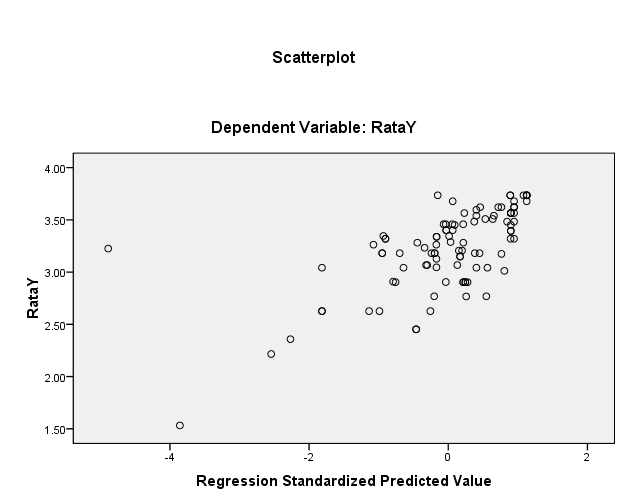 Scatterplot
Dependent Variable: RataY
4.00
3.50
3.00
2.50
2.00
1.50
RataY
-4
-2
0
2
Regression Standardized Predicted Value